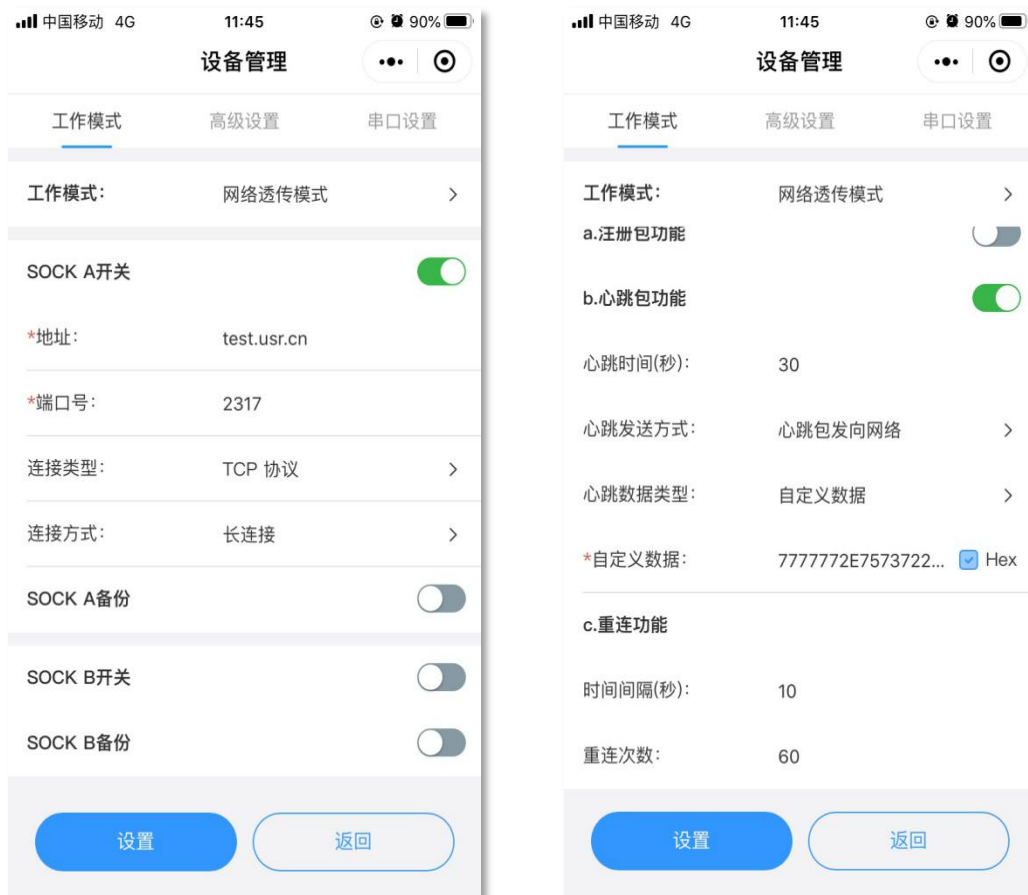 中国移动 4G 11:45 90%
设备管理
工作模式 高级设置 串口设置
工作模式: 网络透传模式
SOCK A开关
*地址: test.usr.cn
*端口号: 2317
连接类型: TCP 协议
连接方式: 长连接
SOCK A备份
SOCK B开关
SOCK B备份
设置 返回
中国移动 4G 11:45 90%
设备管理
工作模式 高级设置 串口设置
工作模式: 网络透传模式
a.注册包功能
b.心跳包功能
心跳时间(秒): 30
心跳发送方式: 心跳包发向网络
心跳数据类型: 自定义数据
*自定义数据: 7777772E7573722... Hex
c.重连功能
时间间隔(秒): 10
重连次数: 60
设置 返回